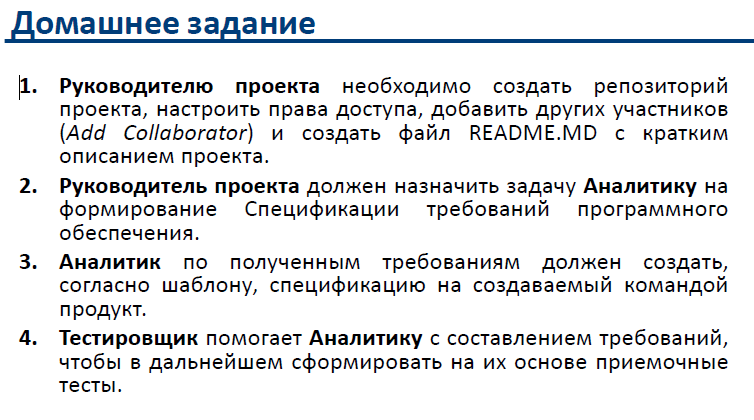 Домашнее задание
1. Руководителю проекта необходимо создать репозиторий
проекта, настроить права доступа, добавить других участников
(Add Collaborator) и создать файл README.MD с кратким
описанием проекта.
2. Руководитель проекта должен назначить задачу Аналитику на
формирование Спецификации требований программного
обеспечения.
3. Аналитик по полученным требованиям должен создать,
согласно шаблону, спецификацию на создаваемый командой
продукт.
4. Тестировщик помогает Аналитику с составлением требований,
чтобы в дальнейшем сформировать на их основе приемочные
тесты.